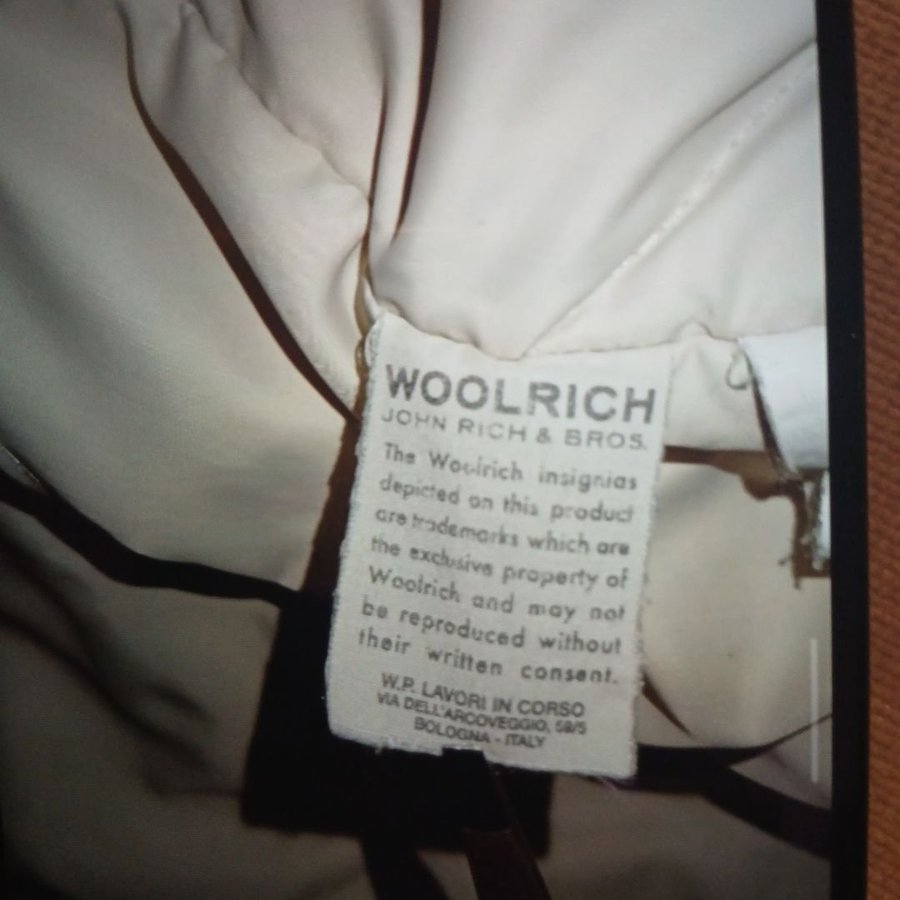 WOOLRICH
JOHN RICH & BROS.
The Woolrich insignias
depicted on this product
are trademarks which are
the exclusive property of
Woolrich and may not
be reproduced without
their written consent.
W.P. LAVORI IN CORSO
VIA DELL'ARCOVEGGIO, 59/5
BOLOGNA - ITALY